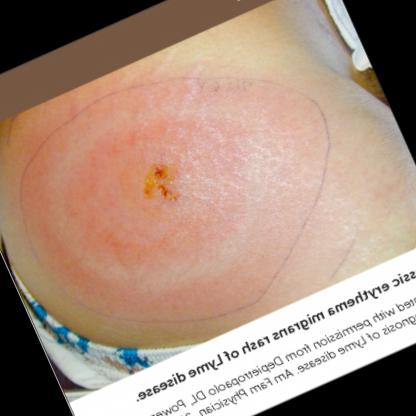 ssic erythema migrans rash of Lyme disease.
ted with permission from Depietropaolo DL, Powe
gnosis of Lyme disease. Am Fam Physician